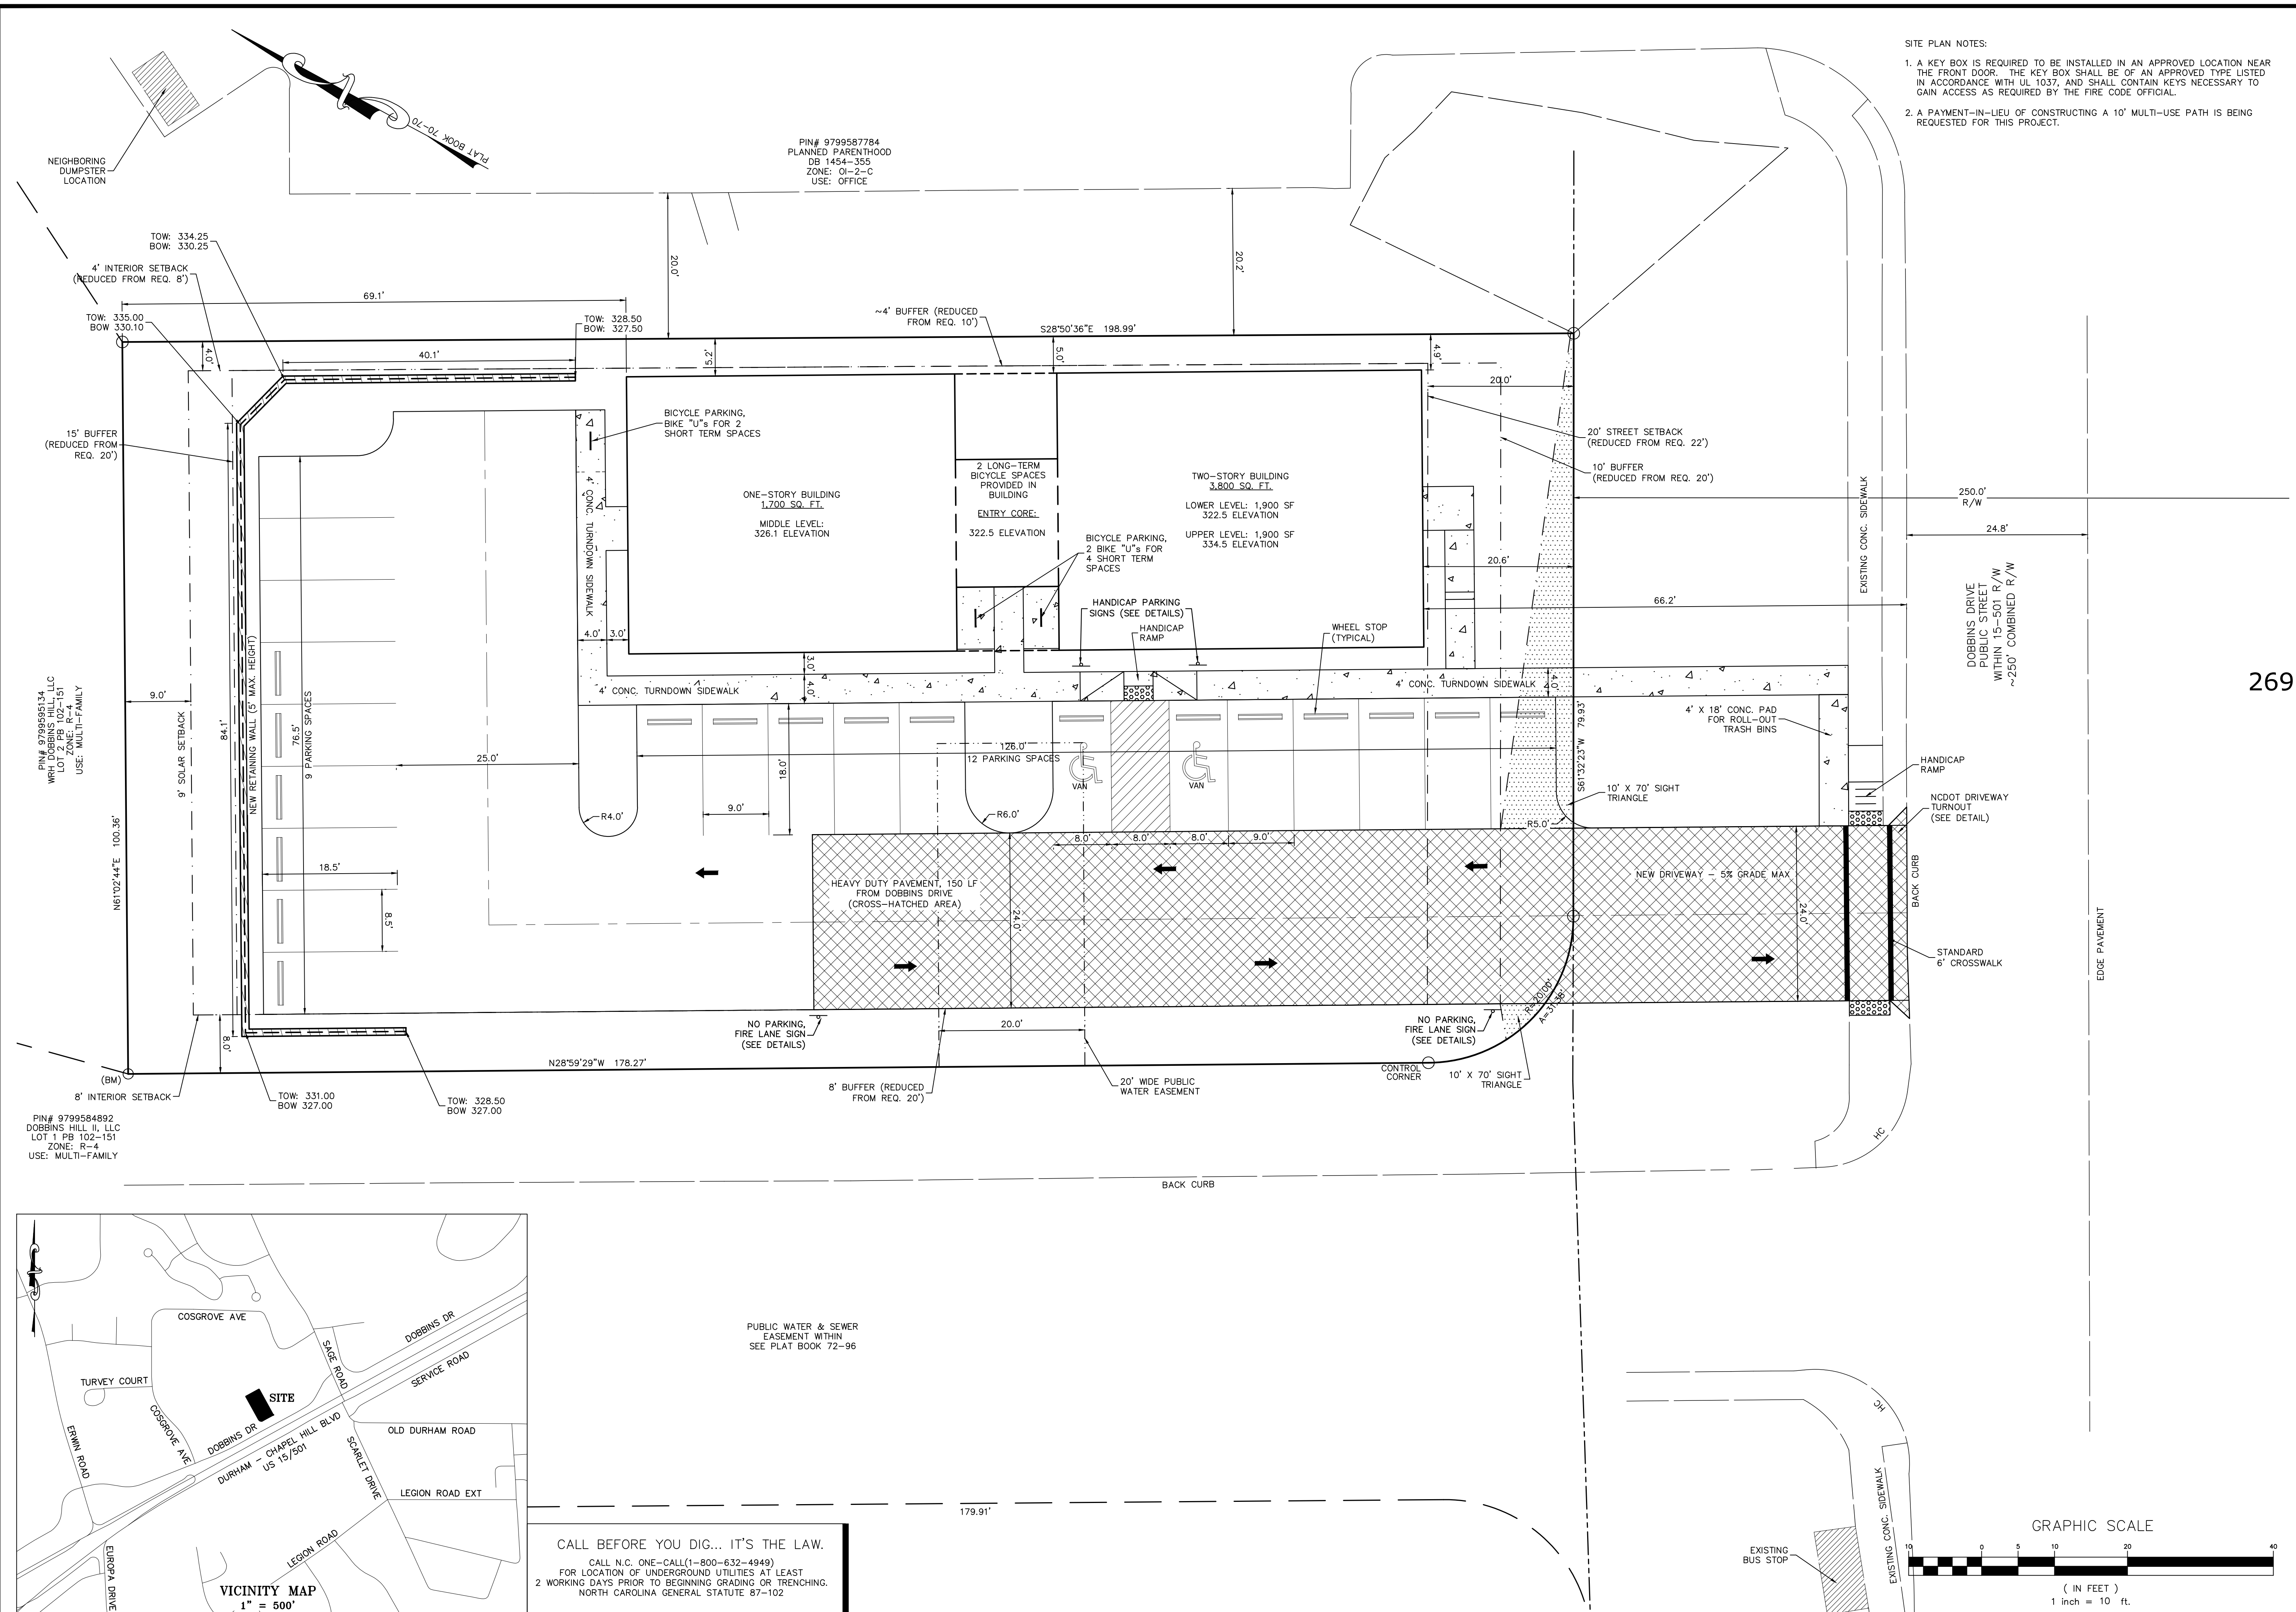 SITE PLAN NOTES:
1. A KEY BOX IS REQUIRED TO BE INSTALLED IN AN APPROVED LOCATION NEAR
THE FRONT DOOR. THE KEY BOX SHALL BE OF AN APPROVED TYPE LISTED
IN ACCORDANCE WITH UL 1037, AND SHALL CONTAIN KEYS NECESSARY TO
GAIN ACCESS AS REQUIRED BY THE FIRE CODE OFFICIAL.
2. A PAYMENT-IN-LIEU OF CONSTRUCTING A 10' MULTI-USE PATH IS BEING
REQUESTED FOR THIS PROJECT.
PLAT BOOK 70-70
NEIGHBORING
DUMPSTER
LOCATION
PIN# 9799587784
PLANNED PARENTHOOD
DB 1454-355
ZONE: OI-2-C
USE: OFFICE
TOW: 334.25
BOW: 330.25
4' INTERIOR SETBACK
(REDUCED FROM REQ. 8')
69.1'
20.0'
20.2'
TOW: 335.00
BOW 330.10
TOW: 328.50
BOW: 327.50
~4' BUFFER (REDUCED
FROM REQ. 10')
S28°50'36"E 198.99'
4.0'
40.1'
5.2'
5.0'
4.9'
20.0'
15' BUFFER
(REDUCED FROM
REQ. 20')
BICYCLE PARKING,
BIKE "U"s FOR 2
SHORT TERM SPACES
20' STREET SETBACK
(REDUCED FROM REQ. 22')
10' BUFFER
(REDUCED FROM REQ. 20')
ONE-STORY BUILDING
1,700 SQ. FT.
MIDDLE LEVEL:
326.1 ELEVATION
2 LONG-TERM
BICYCLE SPACES
PROVIDED IN
BUILDING
ENTRY CORE:
322.5 ELEVATION
TWO-STORY BUILDING
3,800 SQ. FT.
LOWER LEVEL: 1,900 SF
322.5 ELEVATION
UPPER LEVEL: 1,900 SF
334.5 ELEVATION
BICYCLE PARKING,
2 BIKE "U"s FOR
4 SHORT TERM
SPACES
250.0'
R/W
24.8'
EXISTING CONC. SIDEWALK
DOBBINS DRIVE
PUBLIC STREET
WITHIN 15-501 R/W
~250' COMBINED R/W
269
20.6'
66.2'
4' CONC. TURNDOWN SIDEWALK
HANDICAP PARKING
SIGNS (SEE DETAILS)
HANDICAP
RAMP
WHEEL STOP
(TYPICAL)
4.0'
3.0'
3.0'
4.0'
4' CONC. TURNDOWN SIDEWALK
4' CONC. TURNDOWN SIDEWALK
4.0'
PIN# 9799595134
WRH DOBBINS HILL, LLC
LOT 2 PB 102-151
ZONE: R-4
USE: MULTI-FAMILY
9.0'
9' SOLAR SETBACK
84.1'
NEW RETAINING WALL (5' MAX. HEIGHT)
76.5'
9 PARKING SPACES
25.0'
18.0'
126.0'
12 PARKING SPACES
VAN
VAN
S61°32'23"W 79.93'
4' X 18' CONC. PAD
FOR ROLL-OUT
TRASH BINS
HANDICAP
RAMP
NCDOT DRIVEWAY
TURNOUT
(SEE DETAIL)
10' X 70' SIGHT
TRIANGLE
R4.0'
9.0'
R6.0'
R5.0'
8.0'
8.0'
8.0'
9.0'
N61°02'44"E 100.36'
18.5'
8.5'
HEAVY DUTY PAVEMENT, 150 LF
FROM DOBBINS DRIVE
(CROSS-HATCHED AREA)
24.0'
NEW DRIVEWAY - 5% GRADE MAX
24.0'
BACK CURB
EDGE PAVEMENT
STANDARD
6' CROSSWALK
R=20.00'
A=31.38'
8.0'
NO PARKING,
FIRE LANE SIGN
(SEE DETAILS)
20.0'
NO PARKING,
FIRE LANE SIGN
(SEE DETAILS)
N28°59'29"W 178.27'
(BM)
8' INTERIOR SETBACK
TOW: 331.00
BOW 327.00
TOW: 328.50
BOW 327.00
8' BUFFER (REDUCED
FROM REQ. 20')
20' WIDE PUBLIC
WATER EASEMENT
CONTROL
CORNER
10' X 70' SIGHT
TRIANGLE
PIN# 9799584892
DOBBINS HILL II, LLC
LOT 1 PB 102-151
ZONE: R-4
USE: MULTI-FAMILY
HC
BACK CURB
PUBLIC WATER & SEWER
EASEMENT WITHIN
SEE PLAT BOOK 72-96
COSGROVE AVE
DOBBINS DR
SAGE ROAD
SERVICE ROAD
TURVEY COURT
SITE
COSGROVE AVE
DOBBINS DR
DURHAM - CHAPEL HILL BLVD
US 15/501
OLD DURHAM ROAD
ERWIN ROAD
SCARLET DRIVE
LEGION ROAD EXT
LEGION ROAD
EUROPA DRIVE
VICINITY MAP
1" = 500'
179.91'
CALL BEFORE YOU DIG... IT'S THE LAW.
CALL N.C. ONE-CALL(1-800-632-4949)
FOR LOCATION OF UNDERGROUND UTILITIES AT LEAST
2 WORKING DAYS PRIOR TO BEGINNING GRADING OR TRENCHING.
NORTH CAROLINA GENERAL STATUTE 87-102
HC
EXISTING CONC. SIDEWALK
EXISTING
BUS STOP
GRAPHIC SCALE
10 0 5 10 20 40
( IN FEET )
1 inch = 10 ft.